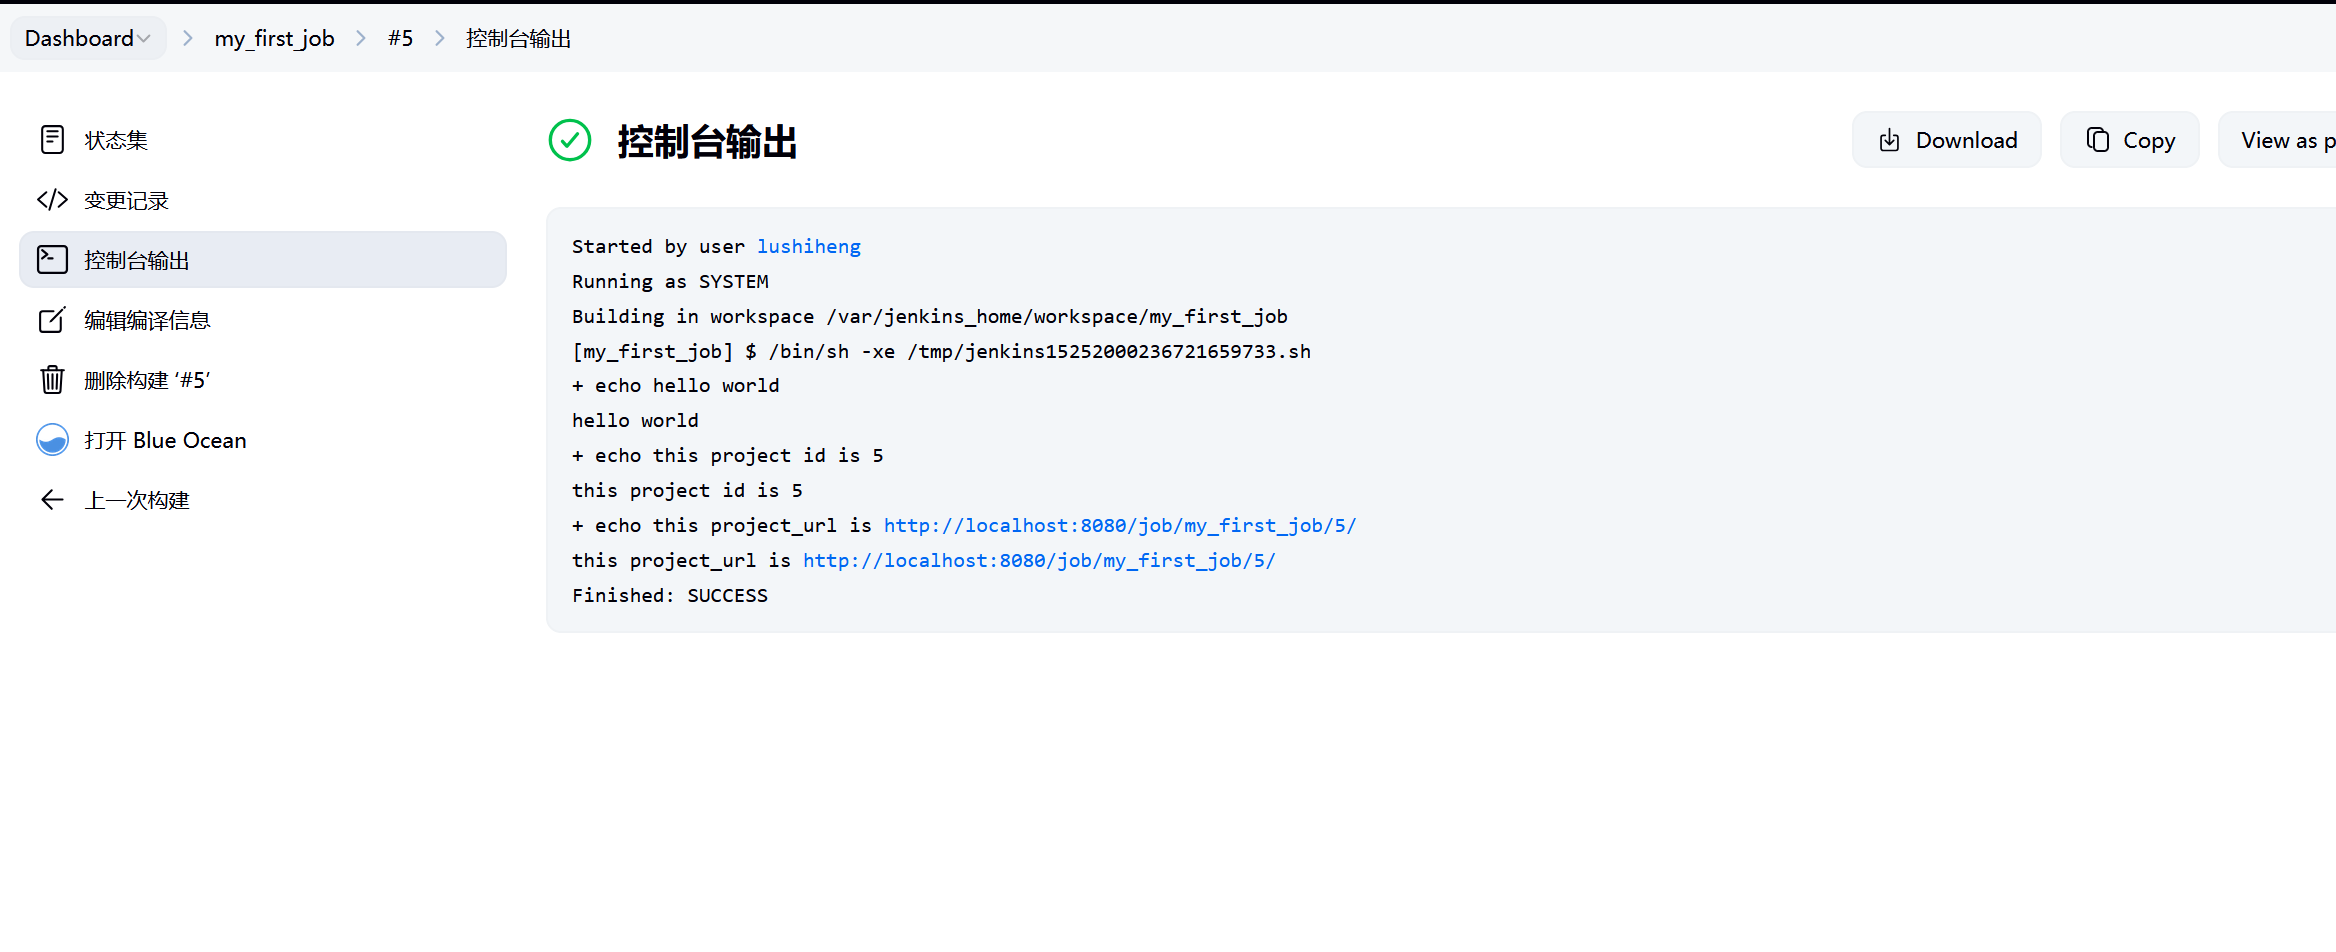 Dashboard
my_first_job
#5
控制台输出
状态集
变更记录
控制台输出
编辑编译信息
删除构建 ‘#5’
打开 Blue Ocean
上一次构建
控制台输出
Download
Copy
View as p
Started by user lushiheng
Running as SYSTEM
Building in workspace /var/jenkins_home/workspace/my_first_job
[my_first_job] $ /bin/sh -xe /tmp/jenkins15252000236721659733.sh
+ echo hello world
hello world
+ echo this project id is 5
this project id is 5
+ echo this project_url is http://localhost:8080/job/my_first_job/5/
this project_url is http://localhost:8080/job/my_first_job/5/
Finished: SUCCESS